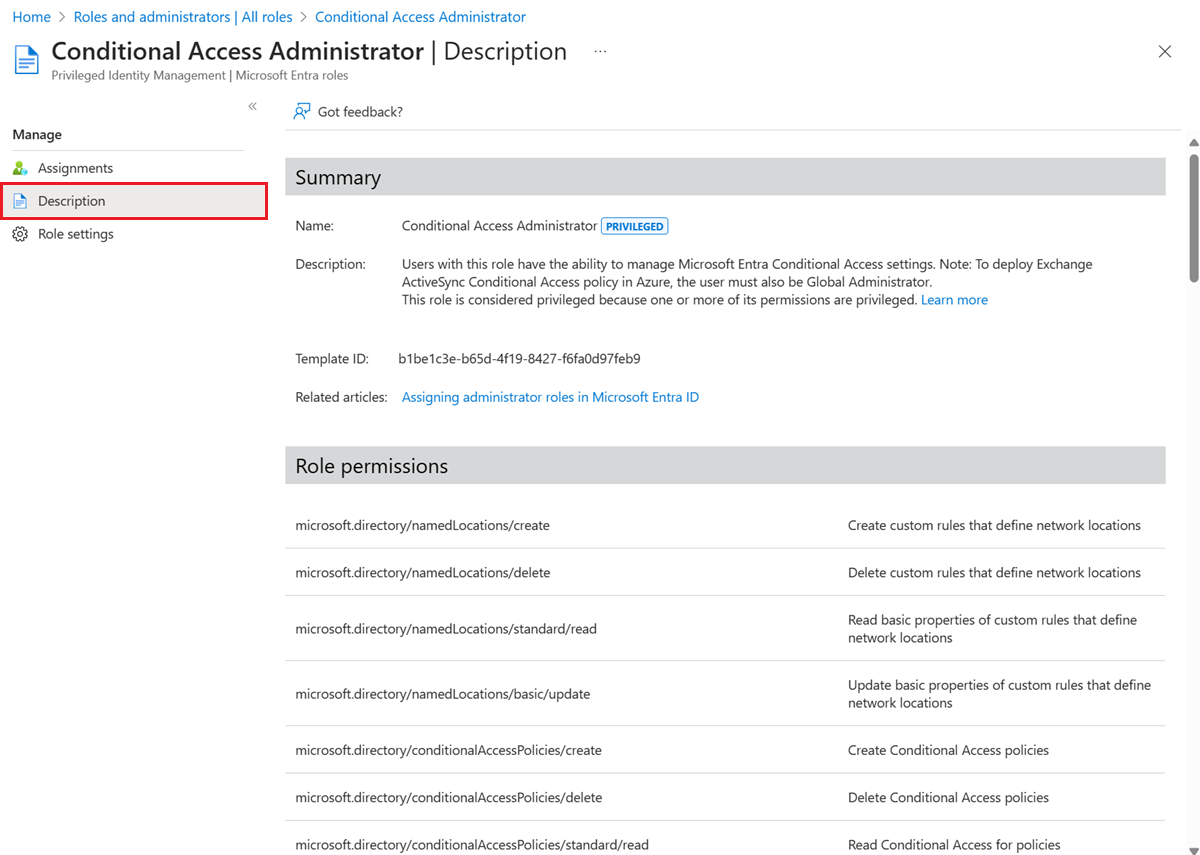 Home > Roles and administrators | All roles > Conditional Access Administrator
Conditional Access Administrator | Description ...
Privileged Identity Management | Microsoft Entra roles
«
Got feedback?
Manage
Assignments
Description
Role settings
Summary
Name: Conditional Access Administrator PRIVILEGED
Description: Users with this role have the ability to manage Microsoft Entra Conditional Access settings. Note: To deploy Exchange
ActiveSync Conditional Access policy in Azure, the user must also be Global Administrator.
This role is considered privileged because one or more of its permissions are privileged. Learn more
Template ID: b1be1c3e-b65d-4f19-8427-f6fa0d97feb9
Related articles: Assigning administrator roles in Microsoft Entra ID
Role permissions
microsoft.directory/namedLocations/create Create custom rules that define network locations
microsoft.directory/namedLocations/delete Delete custom rules that define network locations
microsoft.directory/namedLocations/standard/read Read basic properties of custom rules that define
network locations
microsoft.directory/namedLocations/basic/update Update basic properties of custom rules that define
network locations
microsoft.directory/conditionalAccessPolicies/create Create Conditional Access policies
microsoft.directory/conditionalAccessPolicies/delete Delete Conditional Access policies
microsoft.directory/conditionalAccessPolicies/standard/read Read Conditional Access for policies